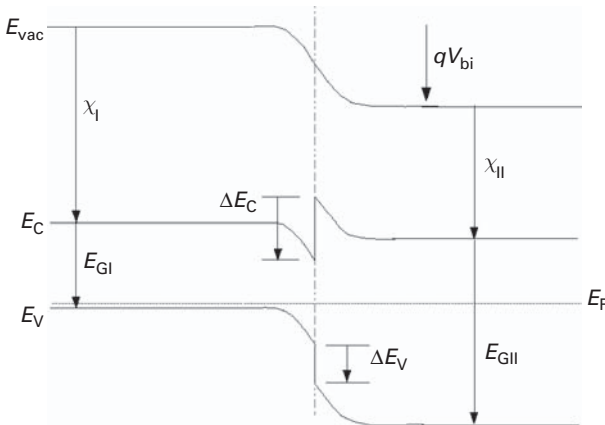 E_vac
qV_bi
χ_I
χ_II
ΔE_C
E_C
E_GI
E_V
E_F
ΔE_V
E_GII